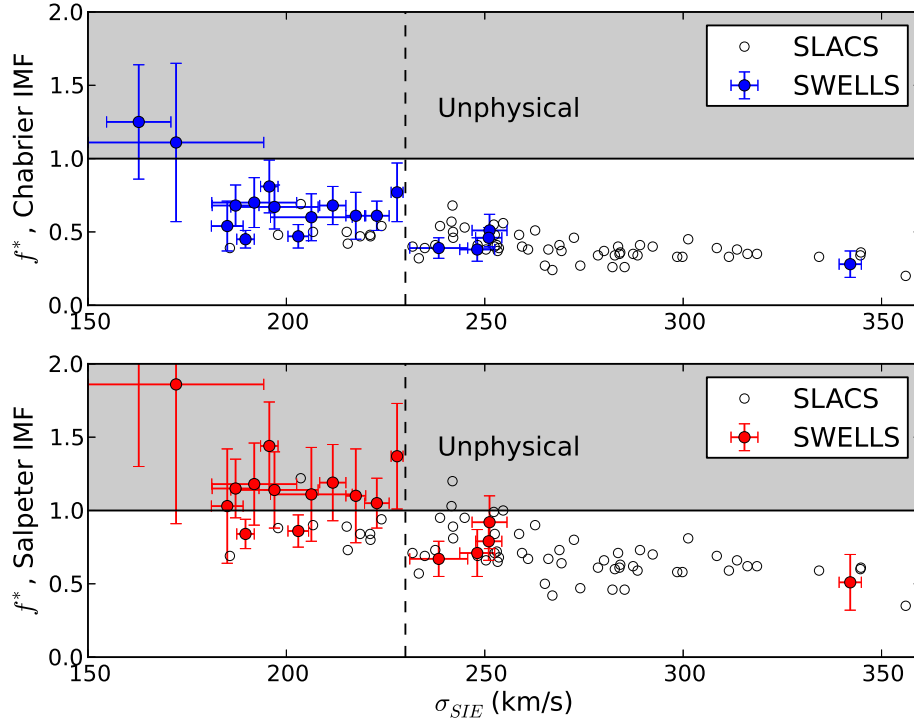 2.0
1.5
1.0
0.5
0.0
f*, Chabrier IMF
Unphysical
SLACS
SWELLS
150 200 250 300 350
2.0
1.5
1.0
0.5
0.0
f*, Salpeter IMF
Unphysical
SLACS
SWELLS
150 200 250 300 350
σSIE (km/s)